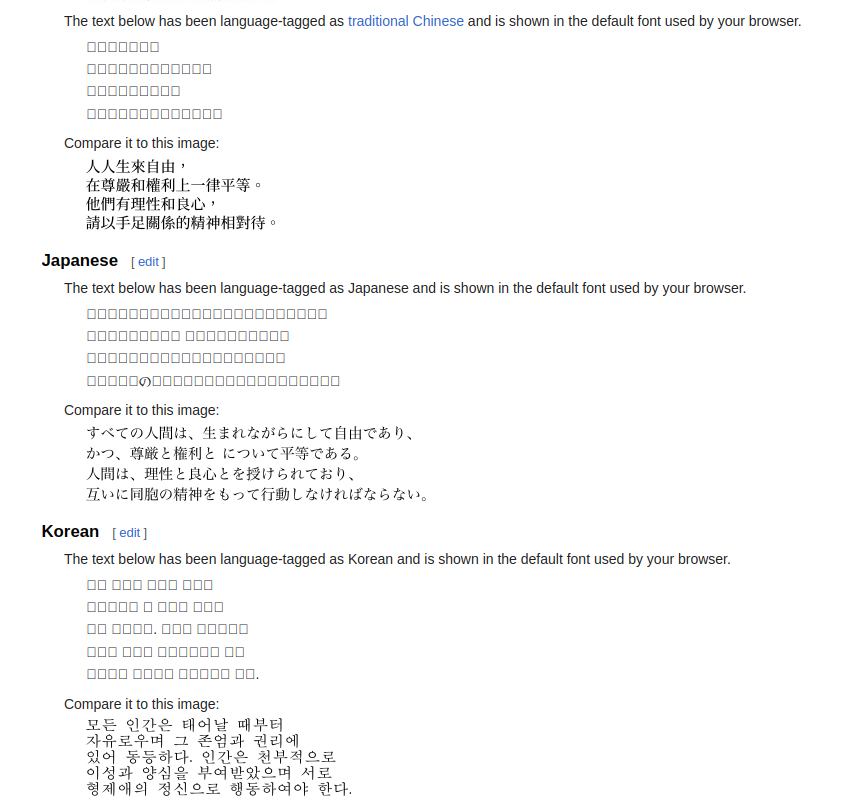 The text below has been language-tagged as traditional Chinese and is shown in the default font used by your browser.
Compare it to this image:
人人生來自由，
在尊嚴和權利上一律平等。
他們有理性和良心，
請以手足關係的精神相對待。
Japanese [ edit ]
The text below has been language-tagged as Japanese and is shown in the default font used by your browser.
の
Compare it to this image:
すべての人間は、生まれながらにして自由であり、
かつ、尊厳と権利と について平等である。
人間は、理性と良心とを授けられており、
互いに同胞の精神をもって行動しなければならない。
Korean [ edit ]
The text below has been language-tagged as Korean and is shown in the default font used by your browser.
Compare it to this image:
모든 인간은 태어날 때부터
자유로우며 그 존엄과 권리에
있어 동등하다. 인간은 천부적으로
이성과 양심을 부여받았으며 서로
형제애의 정신으로 행동하여야 한다.